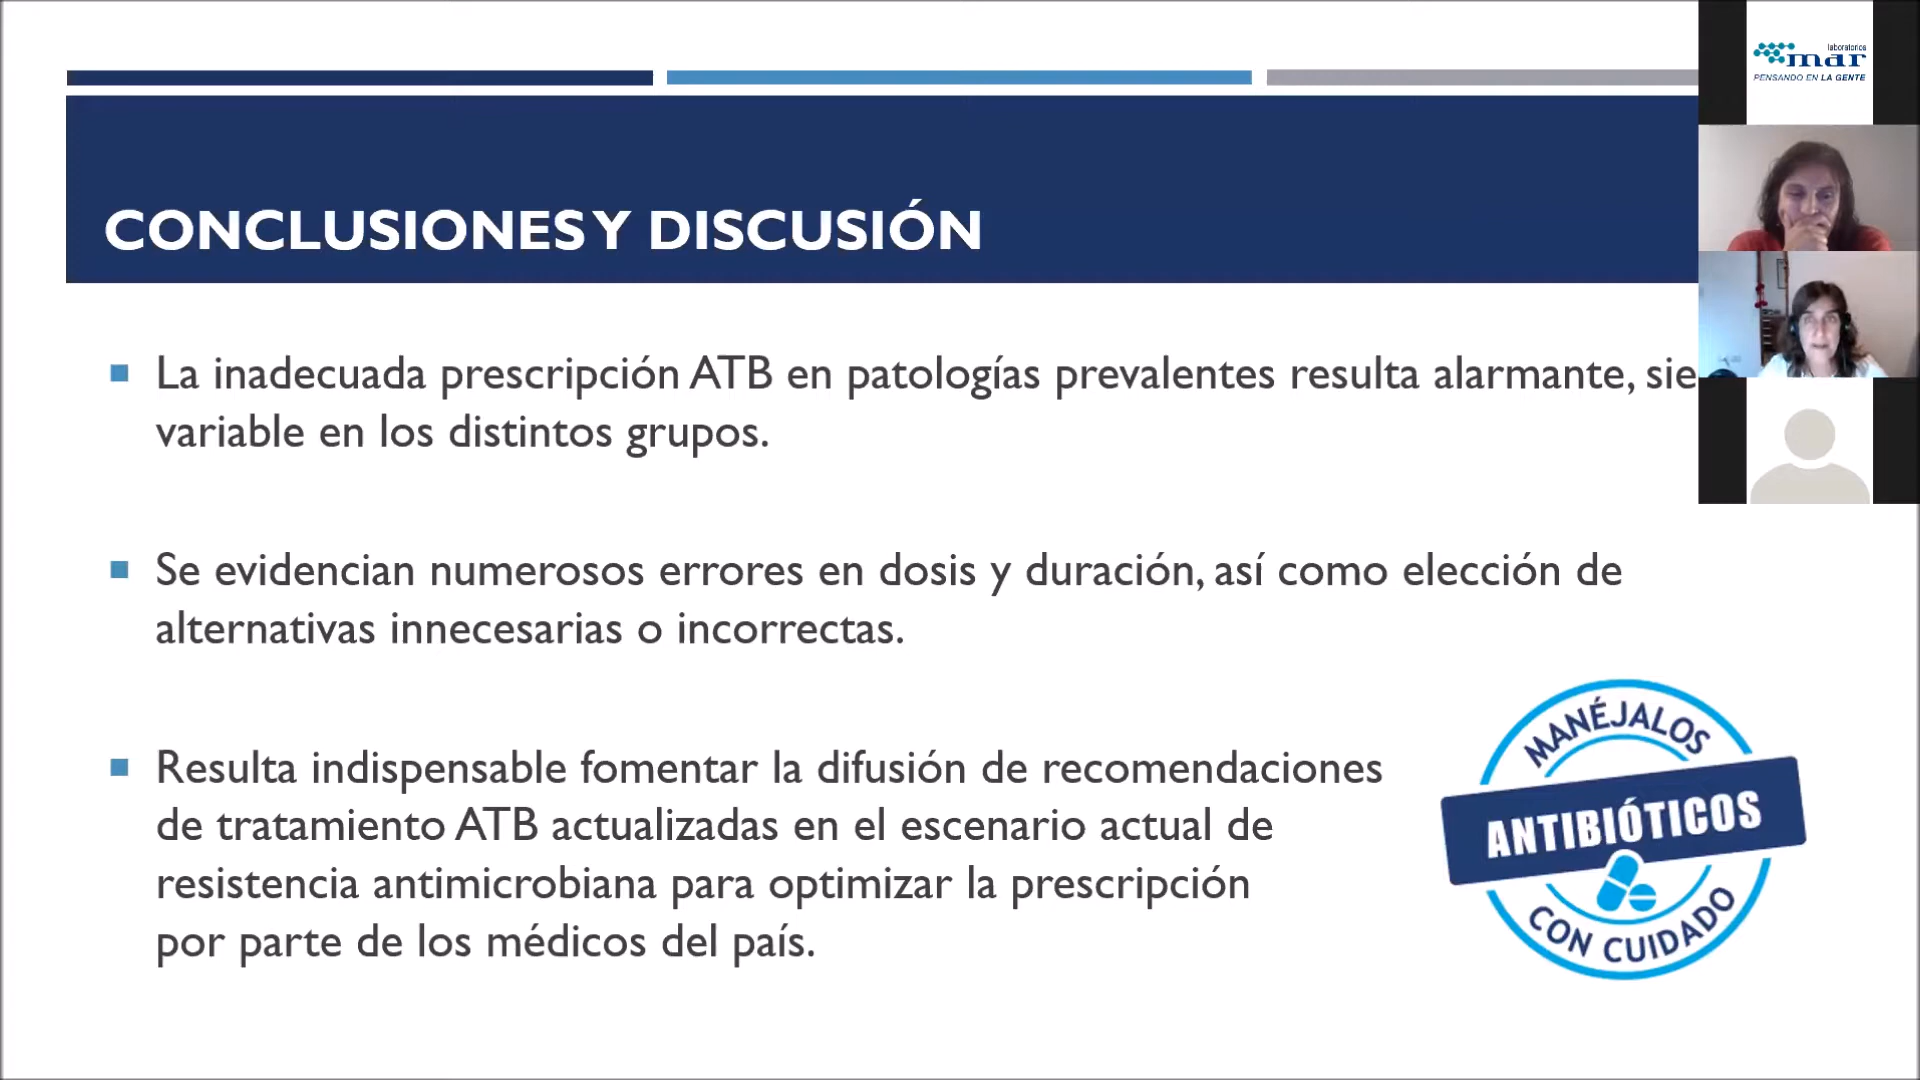 CONCLUSIONES Y DISCUSIÓN
La inadecuada prescripción ATB en patologías prevalentes resulta alarmante, sie
variable en los distintos grupos.
Se evidencian numerosos errores en dosis y duración, así como elección de
alternativas innecesarias o incorrectas.
Resulta indispensable fomentar la difusión de recomendaciones
de tratamiento ATB actualizadas en el escenario actual de
resistencia antimicrobiana para optimizar la prescripción
por parte de los médicos del país.
MANÉJALOS
ANTIBIÓTICOS
CON CUIDADO
laboratorios
mar
PENSANDO EN LA GENTE